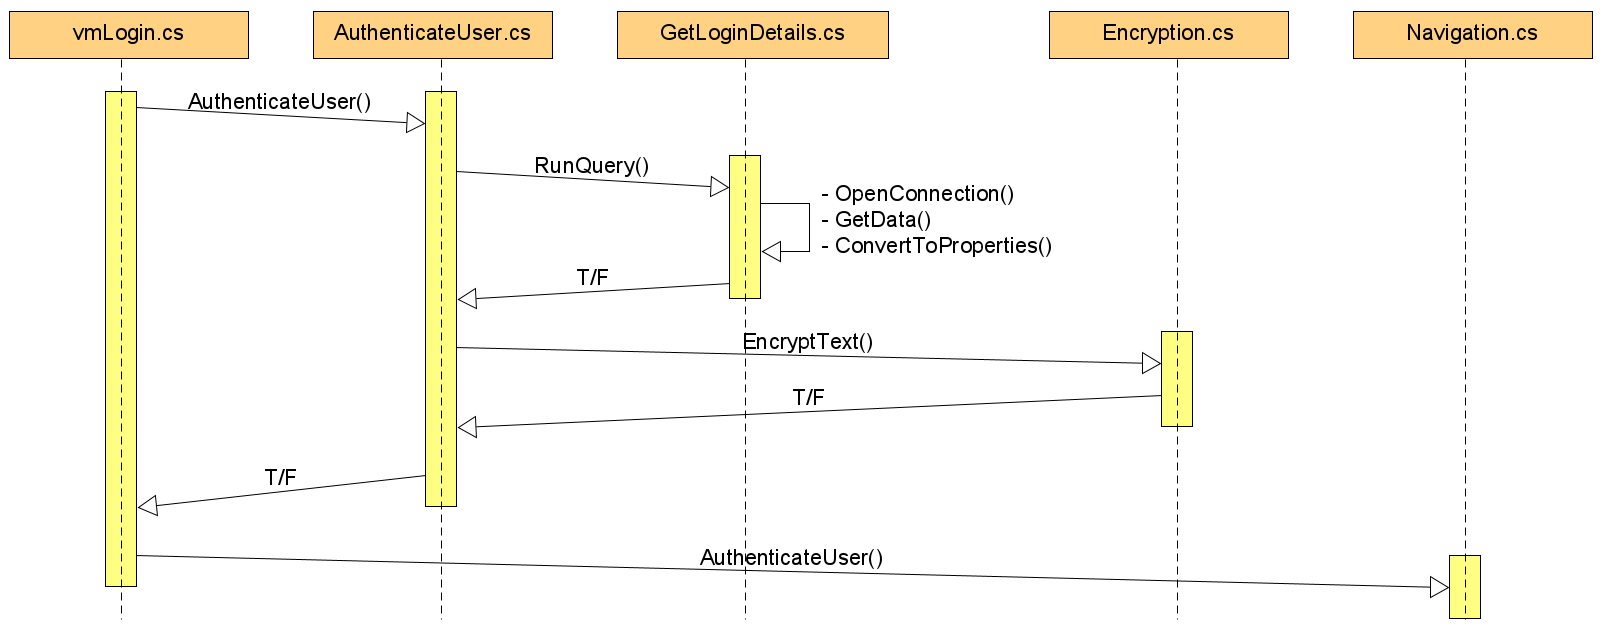 vmLogin.cs
AuthenticateUser.cs
GetLoginDetails.cs
Encryption.cs
Navigation.cs
AuthenticateUser()
RunQuery()
- OpenConnection()
- GetData()
- ConvertToProperties()
T/F
EncryptText()
T/F
T/F
AuthenticateUser()